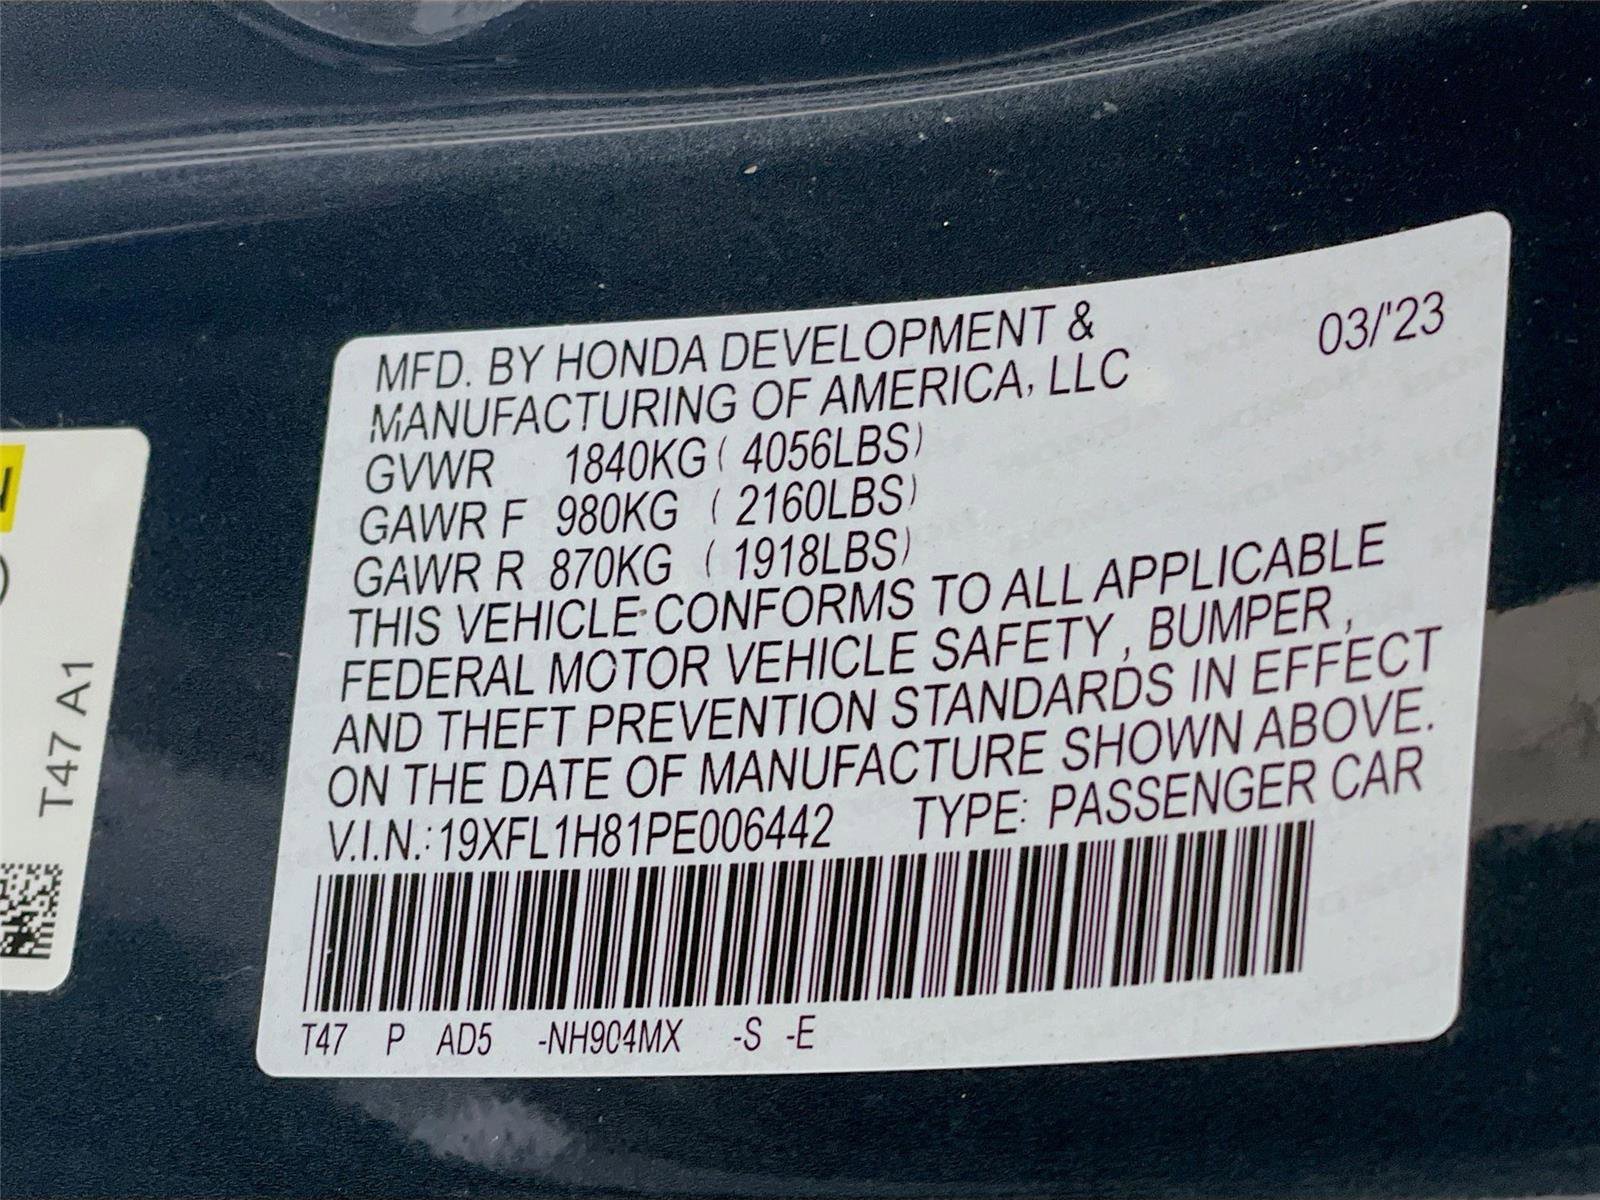 MFD. BY HONDA DEVELOPMENT & 03/'23
MANUFACTURING OF AMERICA, LLC
GVWR 1840KG ( 4056LBS)
GAWR F 980KG ( 2160LBS)
GAWR R 870KG ( 1918LBS)
THIS VEHICLE CONFORMS TO ALL APPLICABLE
FEDERAL MOTOR VEHICLE SAFETY , BUMPER ,
AND THEFT PREVENTION STANDARDS IN EFFECT
ON THE DATE OF MANUFACTURE SHOWN ABOVE.
V.I.N.: 19XFL1H81PE006442 TYPE: PASSENGER CAR
T47 P AD5 -NH904MX -S -E
T47 A1